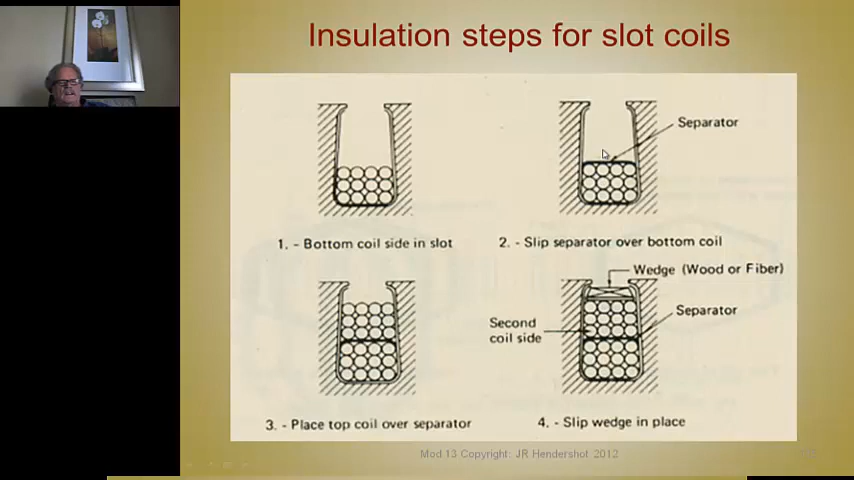 Insulation steps for slot coils
Separator
1. - Bottom coil side in slot
2. - Slip separator over bottom coil
Wedge (Wood or Fiber)
Separator
Second
coil side
3. - Place top coil over separator
4. - Slip wedge in place
Mod 13 Copyright: JR Hendershot 2012